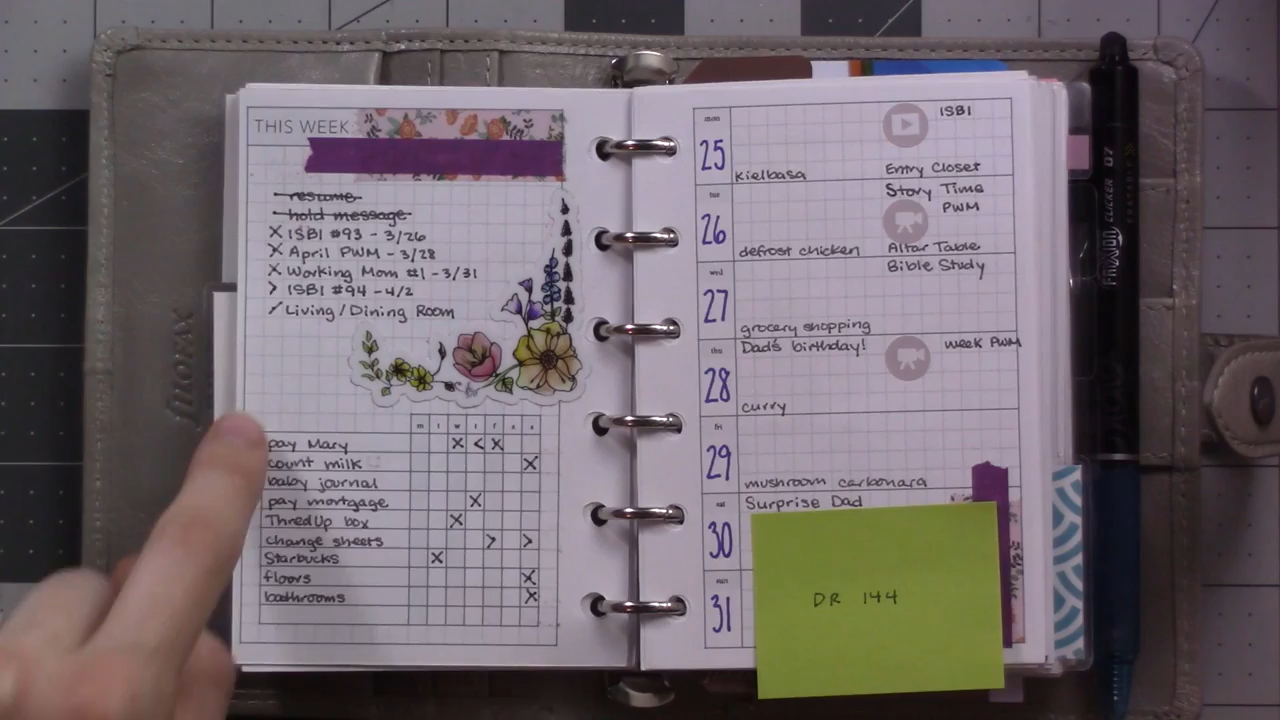 THIS WEEK
resume
hold message
X ISBI #93 - 3/26
X April PWM - 3/28
X Working Mom #1 - 3/31
> ISBI #94 - 4/2
/ Living/Dining Room
m t w t f s s
pay Mary X < X
count milk X
baby journal
pay mortgage X
ThredUp box X
change sheets > >
Starbucks X
floors X
bathrooms X
filofax
mon
25
ISBI
kielbasa
Entry Closet
tue
26
Story Time
PWM
defrost chicken
Altar Table
wed
27
Bible Study
grocery shopping
thu
28
Dad's birthday!
week PWM
curry
fri
29
mushroom carbonara
sat
30
Surprise Dad
sun
31
DR 144
FRIXION CLICKER 07